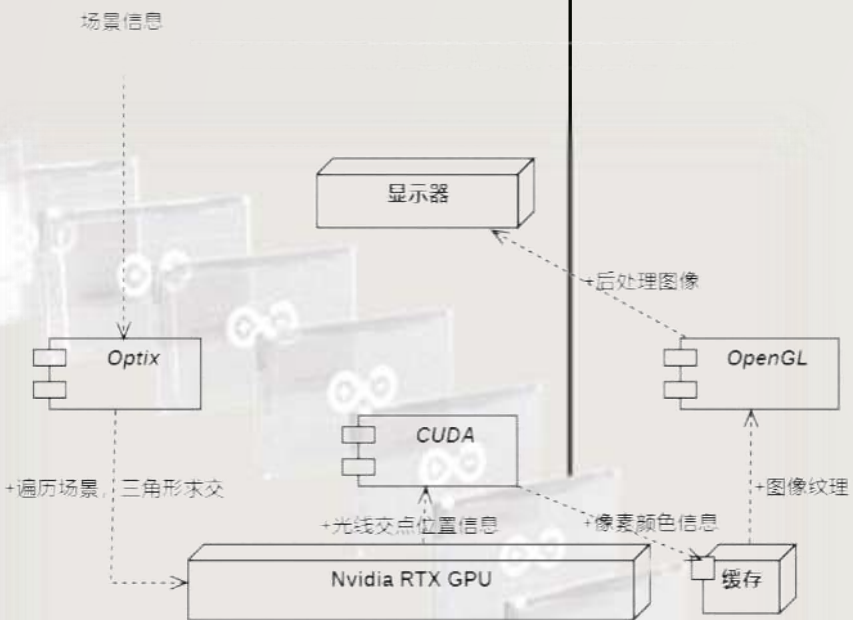 场景信息
显示器
+后处理图像
Optix
OpenGL
CUDA
+遍历场景，三角形求交
+图像纹理
+光线交点位置信息
+像素颜色信息
Nvidia RTX GPU
缓存